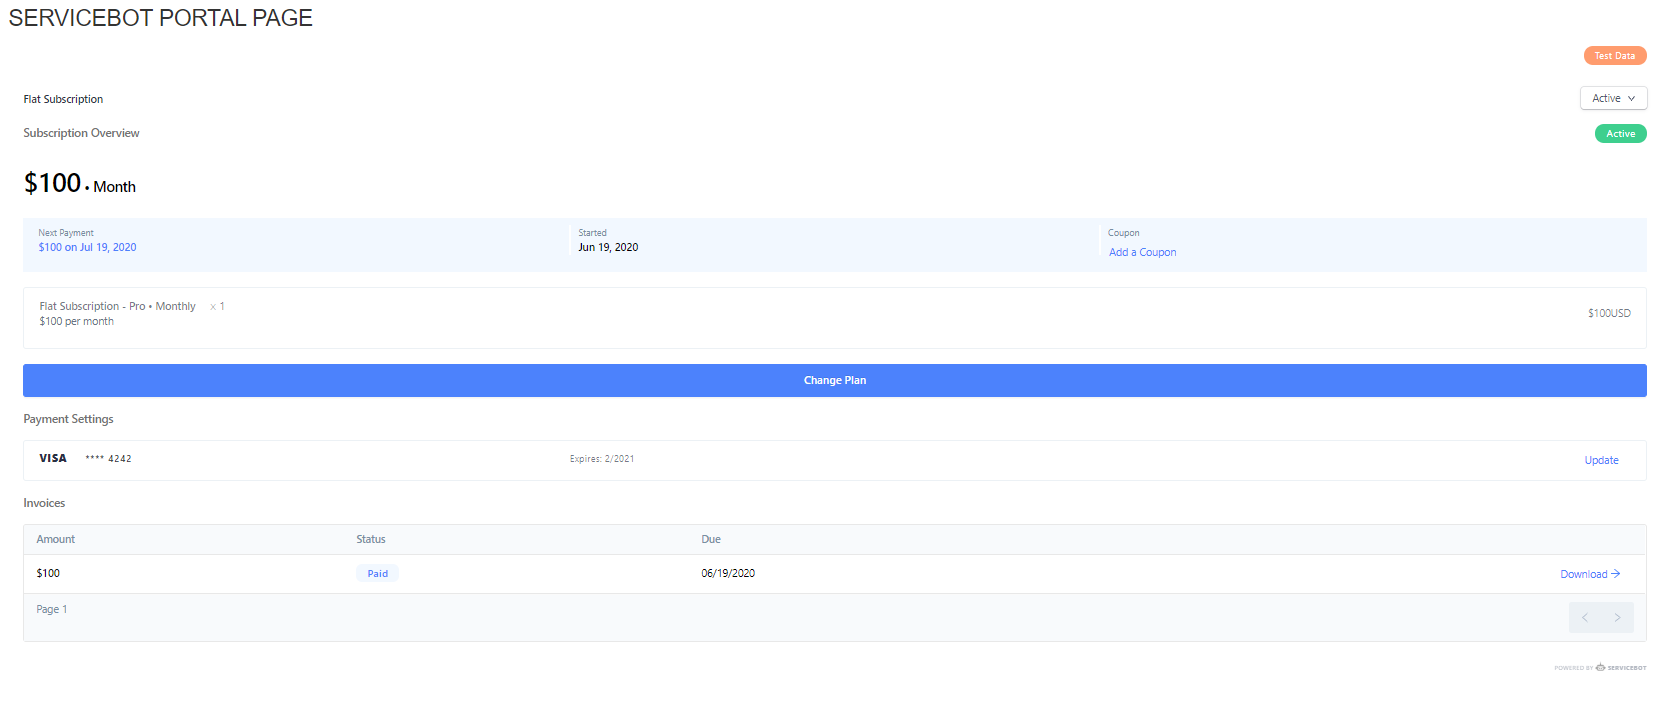 SERVICEBOT PORTAL PAGE
Test Data
Flat Subscription
Active
Subscription Overview
Active
$100 • Month
Next Payment
$100 on Jul 19, 2020
Started
Jun 19, 2020
Coupon
Add a Coupon
Flat Subscription - Pro • Monthly x 1
$100 per month
$100USD
Change Plan
Payment Settings
VISA **** 4242 Expires: 2/2021 Update
Invoices
Amount Status Due
$100 Paid 06/19/2020 Download
Page 1
POWERED BY SERVICEBOT